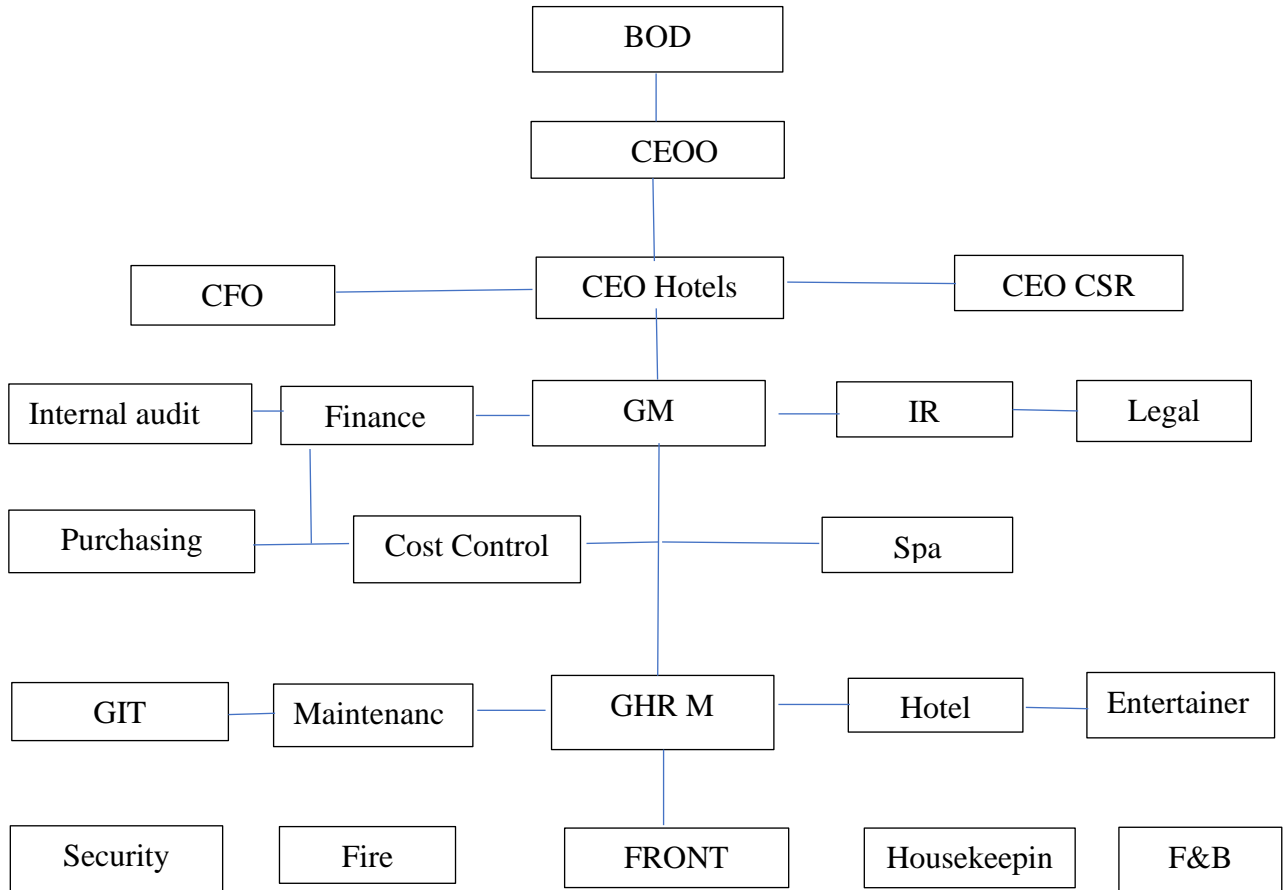 BOD
CEOO
CFO
CEO Hotels
CEO CSR
Internal audit
Finance
GM
IR
Legal
Purchasing
Cost Control
Spa
GIT
Maintenanc
GHR M
Hotel
Entertainer
Security
Fire
FRONT
Housekeepin
F&B